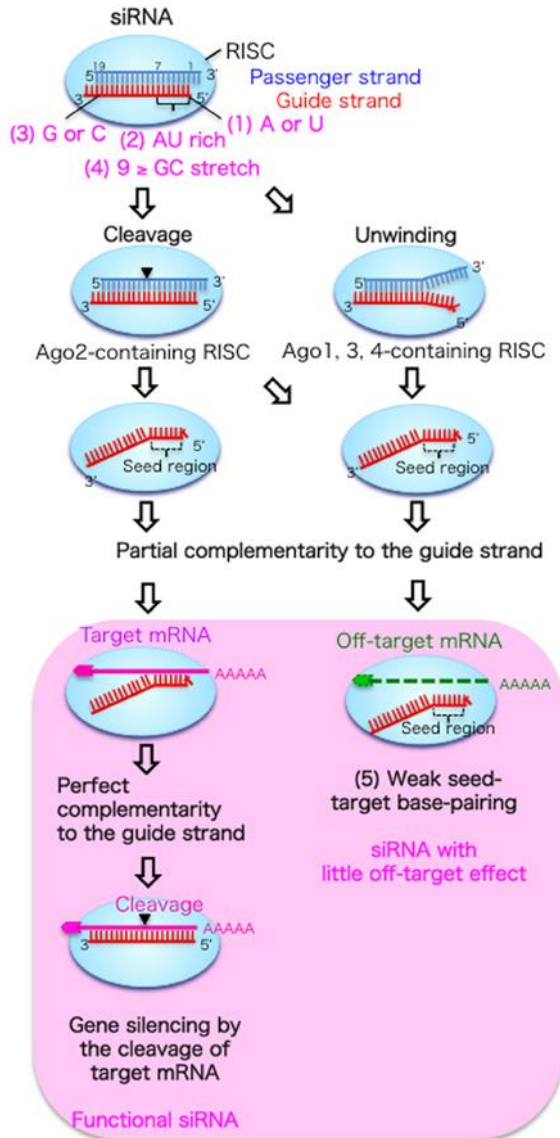 siRNA
RISC
19 7 1
5' 3'
3 5'
Passenger strand
Guide strand
(1) A or U
(3) G or C
(2) AU rich
(4) 9 ≥ GC stretch
Cleavage
5 3'
3 5'
Ago2-containing RISC
Unwinding
5 3'
3 5'
Ago1, 3, 4-containing RISC
5'
Seed region
3'
5'
Seed region
3'
Partial complementarity to the guide strand
Target mRNA
AAAAA
Perfect
complementarity
to the guide strand
Cleavage
AAAAA
3 5'
Gene silencing by
the cleavage of
target mRNA
Functional siRNA
Off-target mRNA
AAAAA
Seed region
(5) Weak seed-
target base-pairing
siRNA with
little off-target effect